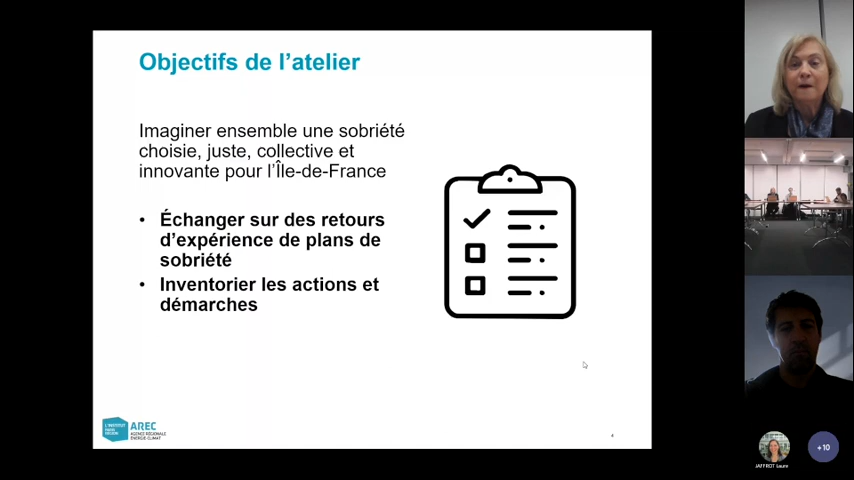 Objectifs de l'atelier
Imaginer ensemble une sobriété
choisie, juste, collective et
innovante pour l'Île-de-France
• Échanger sur des retours
d'expérience de plans de
sobriété
• Inventorier les actions et
démarches
L'INSTITUT
PARIS
REGION
AREC
AGENCE RÉGIONALE
ÉNERGIE-CLIMAT
4
+10
JAFFROT Laure